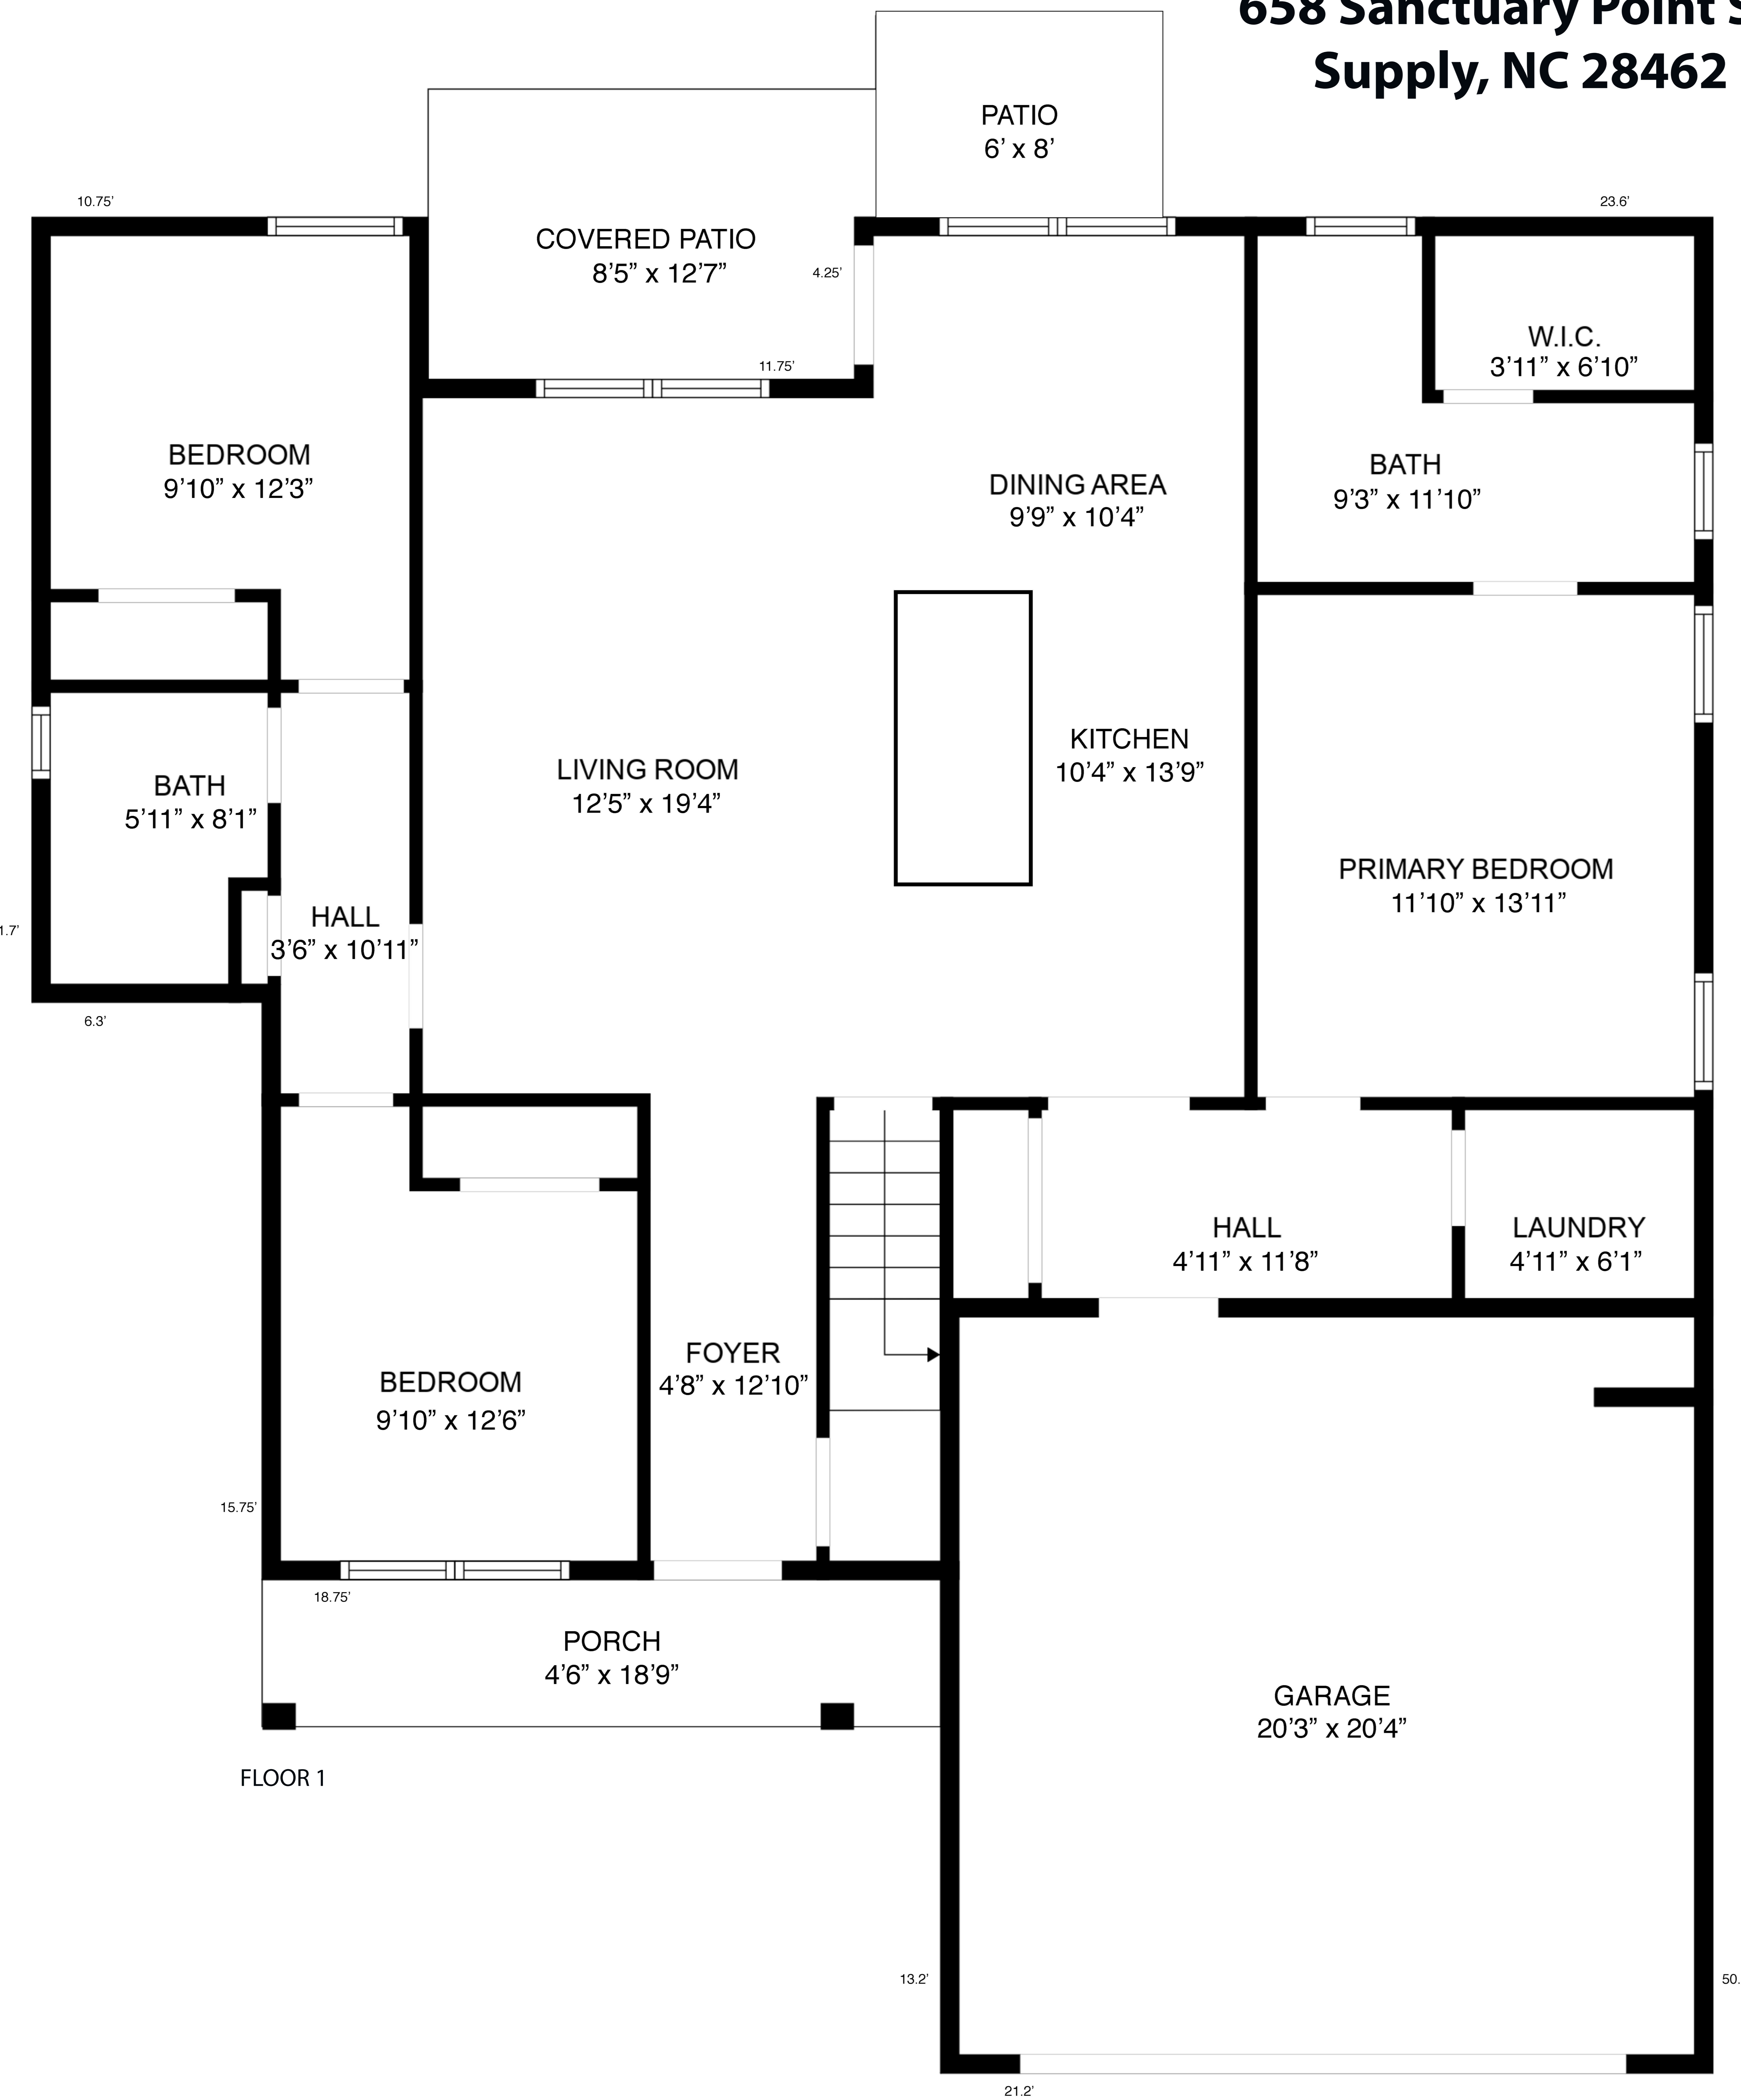 658 Sanctuary Point
Supply, NC 28462
PATIO
6’ x 8’
10.75’
23.6’
COVERED PATIO
8’5” x 12’7”
4.25’
11.75’
W.I.C.
3’11” x 6’10”
BEDROOM
9’10” x 12’3”
DINING AREA
9’9” x 10’4”
BATH
9’3” x 11’10”
KITCHEN
10’4” x 13’9”
LIVING ROOM
12’5” x 19’4”
BATH
5’11” x 8’1”
PRIMARY BEDROOM
11’10” x 13’11”
HALL
3’6” x 10’11”
1.7’
6.3’
HALL
4’11” x 11’8”
LAUNDRY
4’11” x 6’1”
FOYER
4’8” x 12’10”
BEDROOM
9’10” x 12’6”
15.75’
18.75’
PORCH
4’6” x 18’9”
GARAGE
20’3” x 20’4”
FLOOR 1
13.2’
50.
21.2’